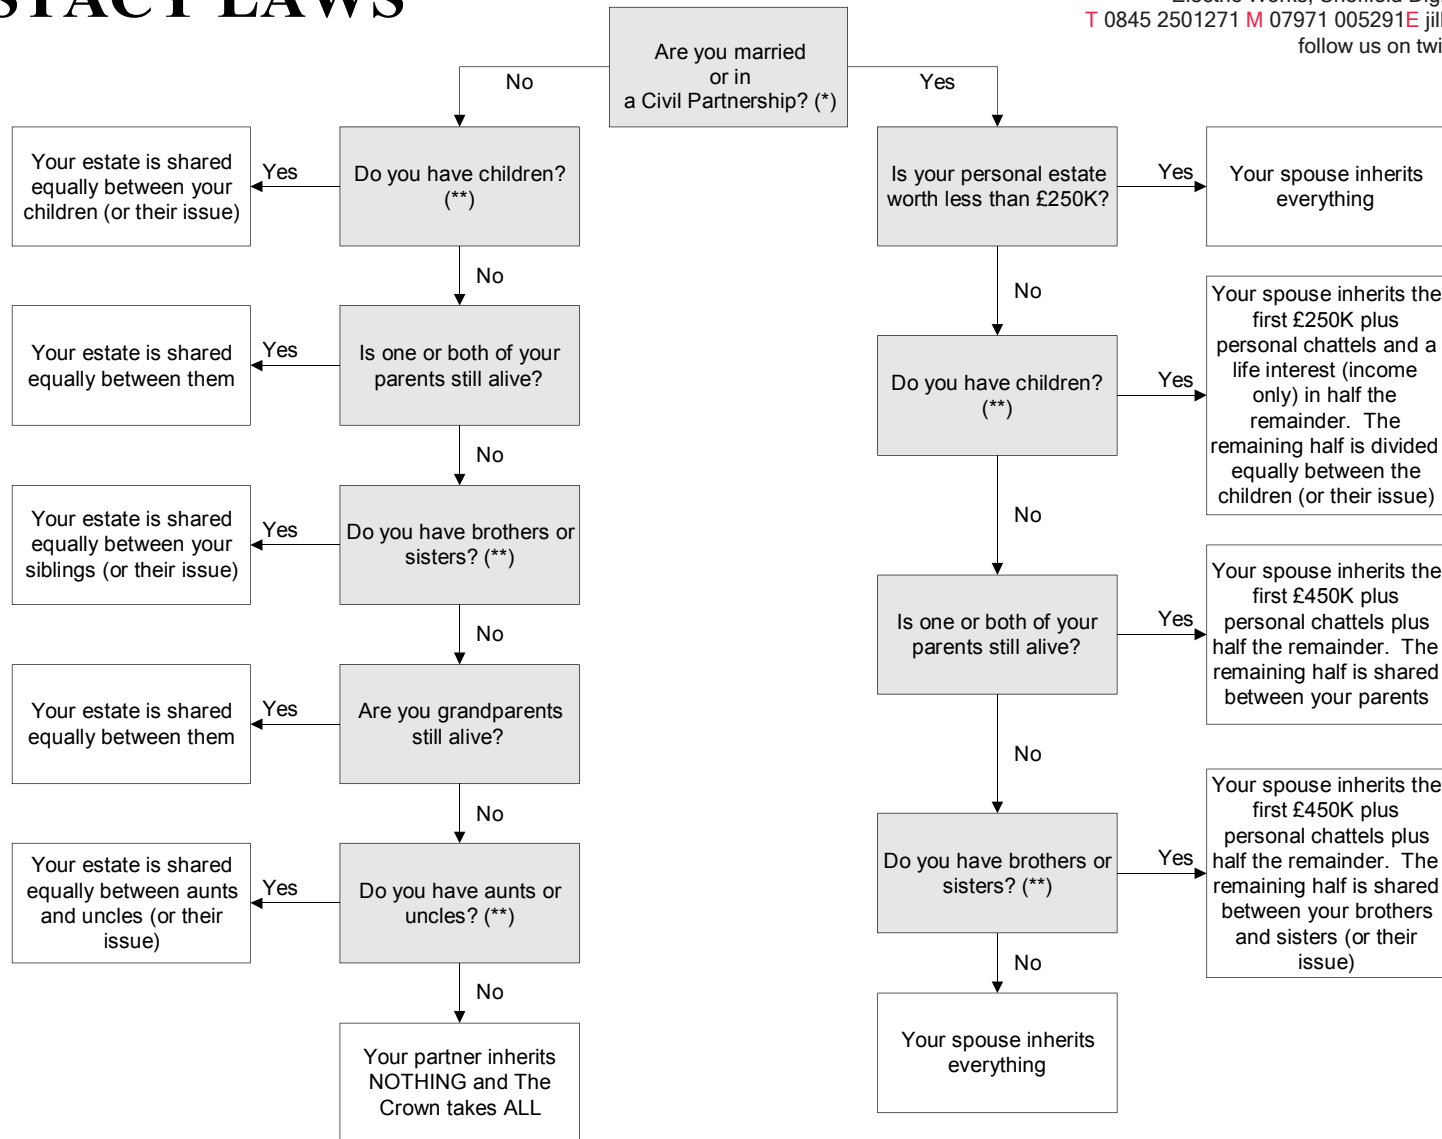 STACY LAWS
T 0845 2501271 M 07971 005291E jill
follow us on twi
Are you married
or in
a Civil Partnership? (*)
No
Yes
Your estate is shared
equally between your
children (or their issue)
Yes
Do you have children?
(**)
Is your personal estate
worth less than £250K?
Yes
Your spouse inherits
everything
No
No
Your estate is shared
equally between them
Yes
Is one or both of your
parents still alive?
Do you have children?
(**)
Yes
Your spouse inherits the
first £250K plus
personal chattels and a
life interest (income
only) in half the
remainder. The
remaining half is divided
equally between the
children (or their issue)
No
No
Your estate is shared
equally between your
siblings (or their issue)
Yes
Do you have brothers or
sisters? (**)
Is one or both of your
parents still alive?
Yes
Your spouse inherits the
first £450K plus
personal chattels plus
half the remainder. The
remaining half is shared
between your parents
No
No
Your estate is shared
equally between them
Yes
Are you grandparents
still alive?
Do you have brothers or
sisters? (**)
Yes
Your spouse inherits the
first £450K plus
personal chattels plus
half the remainder. The
remaining half is shared
between your brothers
and sisters (or their
issue)
No
No
Your estate is shared
equally between aunts
and uncles (or their
issue)
Yes
Do you have aunts or
uncles? (**)
Your spouse inherits
everything
No
Your partner inherits
NOTHING and The
Crown takes ALL